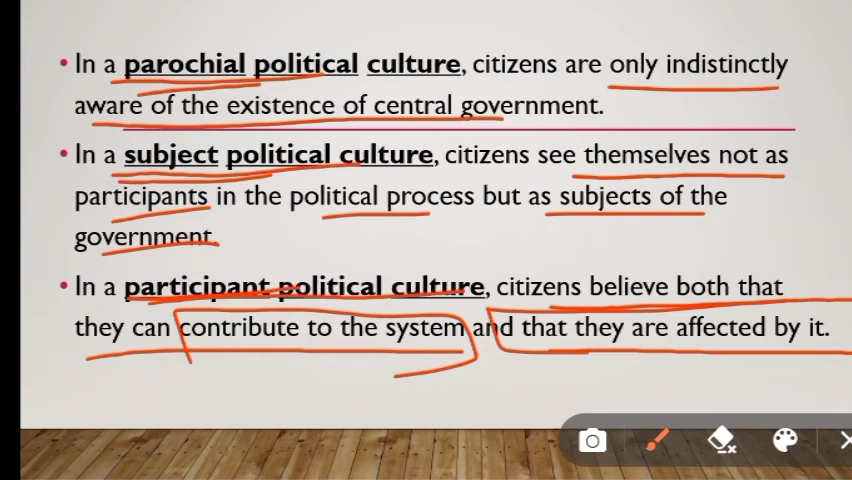 • In a parochial political culture, citizens are only indistinctly
aware of the existence of central government.
• In a subject political culture, citizens see themselves not as
participants in the political process but as subjects of the
government.
• In a participant political culture, citizens believe both that
they can contribute to the system and that they are affected by it.